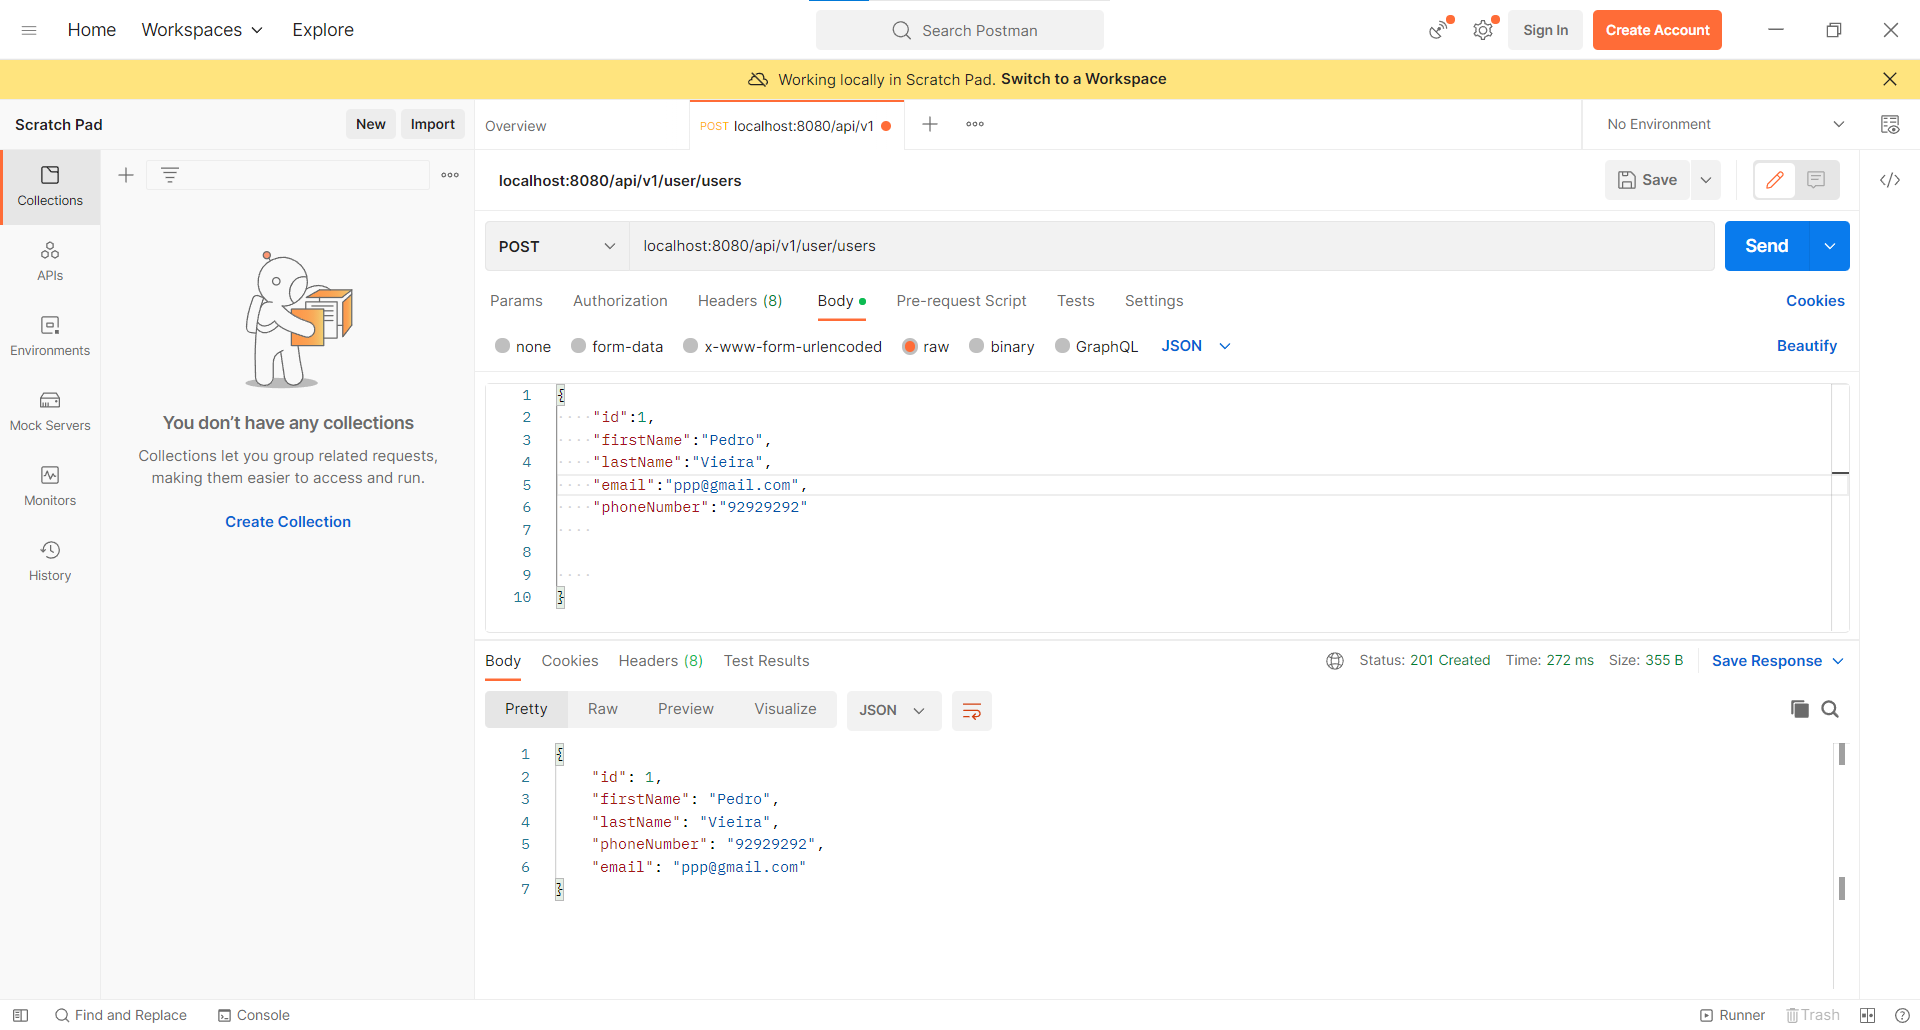 Home Workspaces Explore Search Postman Sign In Create Account
Working locally in Scratch Pad. Switch to a Workspace
Scratch Pad New Import Overview POST localhost:8080/api/v1 No Environment
localhost:8080/api/v1/user/users Save
Collections
APIs
Environments
Mock Servers
Monitors
History
You don’t have any collections
Collections let you group related requests,
making them easier to access and run.
Create Collection
POST localhost:8080/api/v1/user/users Send
Params Authorization Headers (8) Body Pre-request Script Tests Settings Cookies
none form-data x-www-form-urlencoded raw binary GraphQL JSON Beautify
1 {
2 "id":1,
3 "firstName":"Pedro",
4 "lastName":"Vieira",
5 "email":"ppp@gmail.com",
6 "phoneNumber":"92929292"
7
8
9
10 }
Body Cookies Headers (8) Test Results Status: 201 Created Time: 272 ms Size: 355 B Save Response
Pretty Raw Preview Visualize JSON
1 {
2 "id": 1,
3 "firstName": "Pedro",
4 "lastName": "Vieira",
5 "phoneNumber": "92929292",
6 "email": "ppp@gmail.com"
7 }
Find and Replace Console Runner Trash